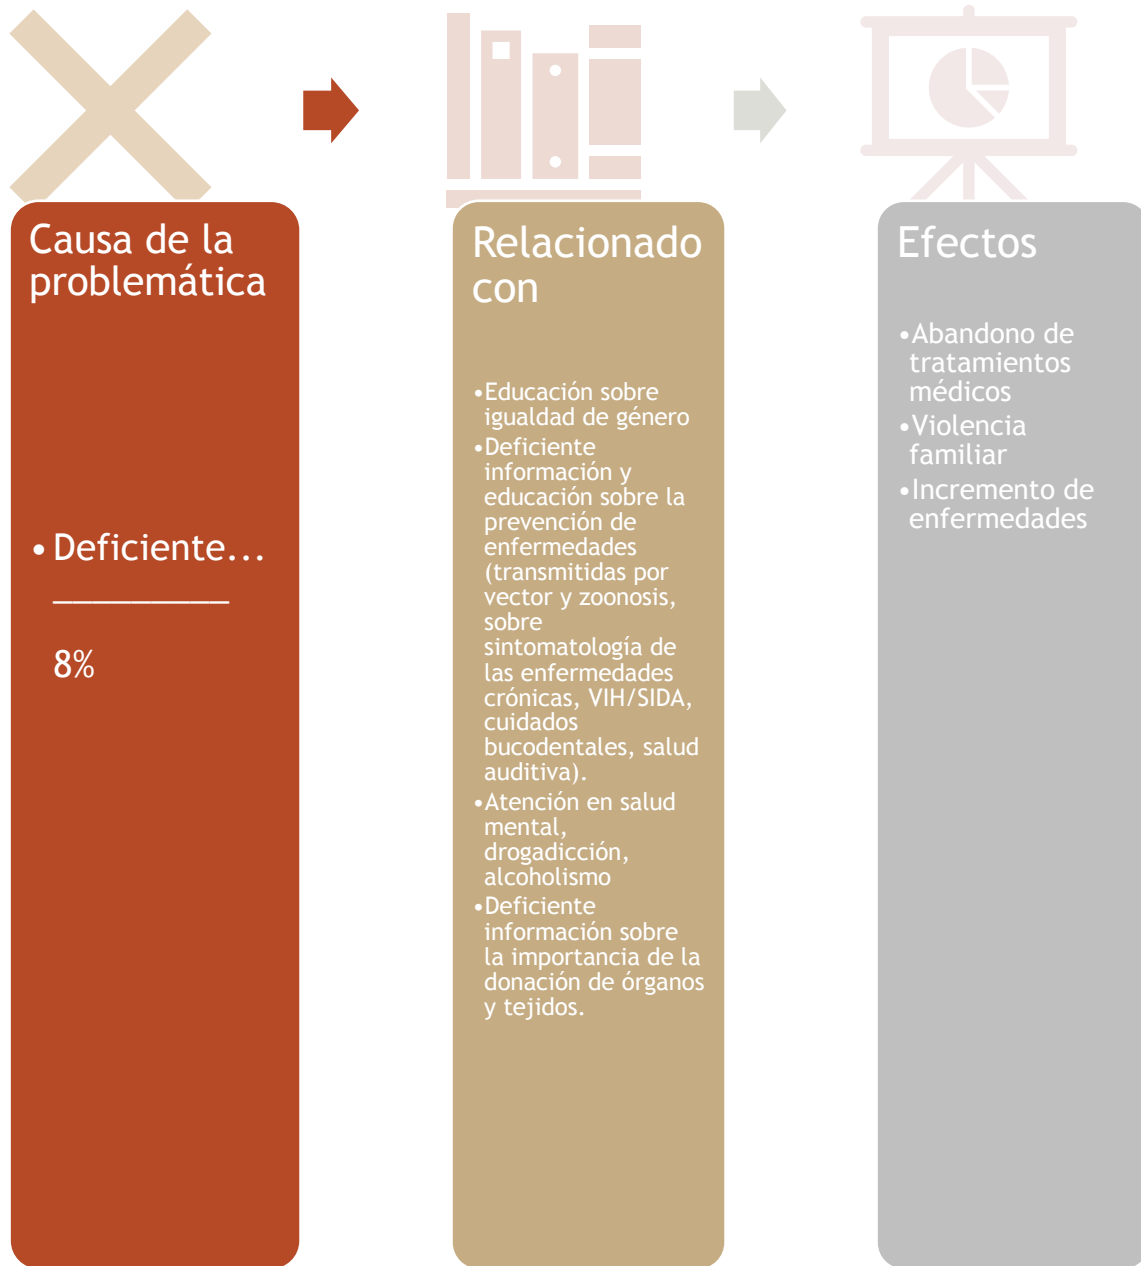 Causa de la
problemática
•Deficiente...
_________
8%
Relacionado
con
•Educación sobre
igualdad de género
•Deficiente
información y
educación sobre la
prevención de
enfermedades
(transmitidas por
vector y zoonosis,
sobre
sintomatología de
las enfermedades
crónicas, VIH/SIDA,
cuidados
bucodentales, salud
auditiva).
•Atención en salud
mental,
drogadicción,
alcoholismo
•Deficiente
información sobre
la importancia de la
donación de órganos
y tejidos.
Efectos
•Abandono de
tratamientos
médicos
•Violencia
familiar
•Incremento de
enfermedades